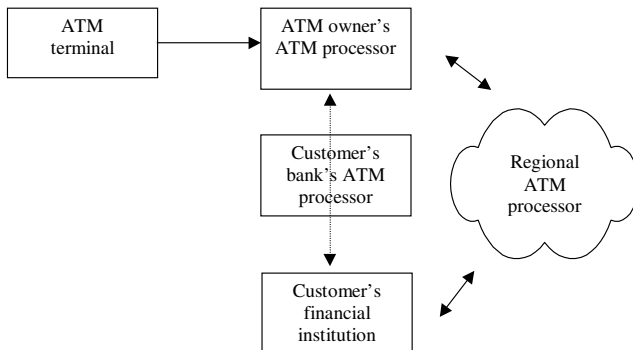 ATM
terminal
ATM owner's
ATM processor
Customer's
bank's ATM
processor
Regional
ATM
processor
Customer's
financial
institution